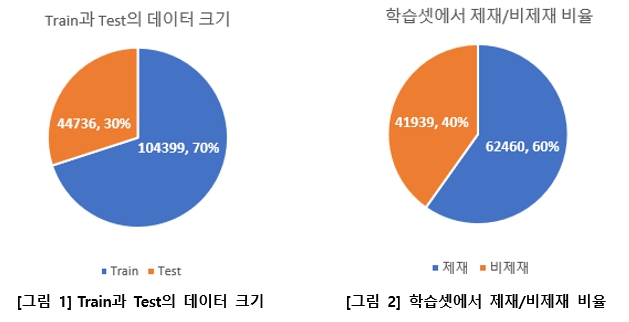 Train과 Test의 데이터 크기
44736, 30%
104399, 70%
Train Test
[그림 1] Train과 Test의 데이터 크기
학습셋에서 제재/비제재 비율
41939, 40%
62460, 60%
제재 비제재
[그림 2] 학습셋에서 제재/비제재 비율